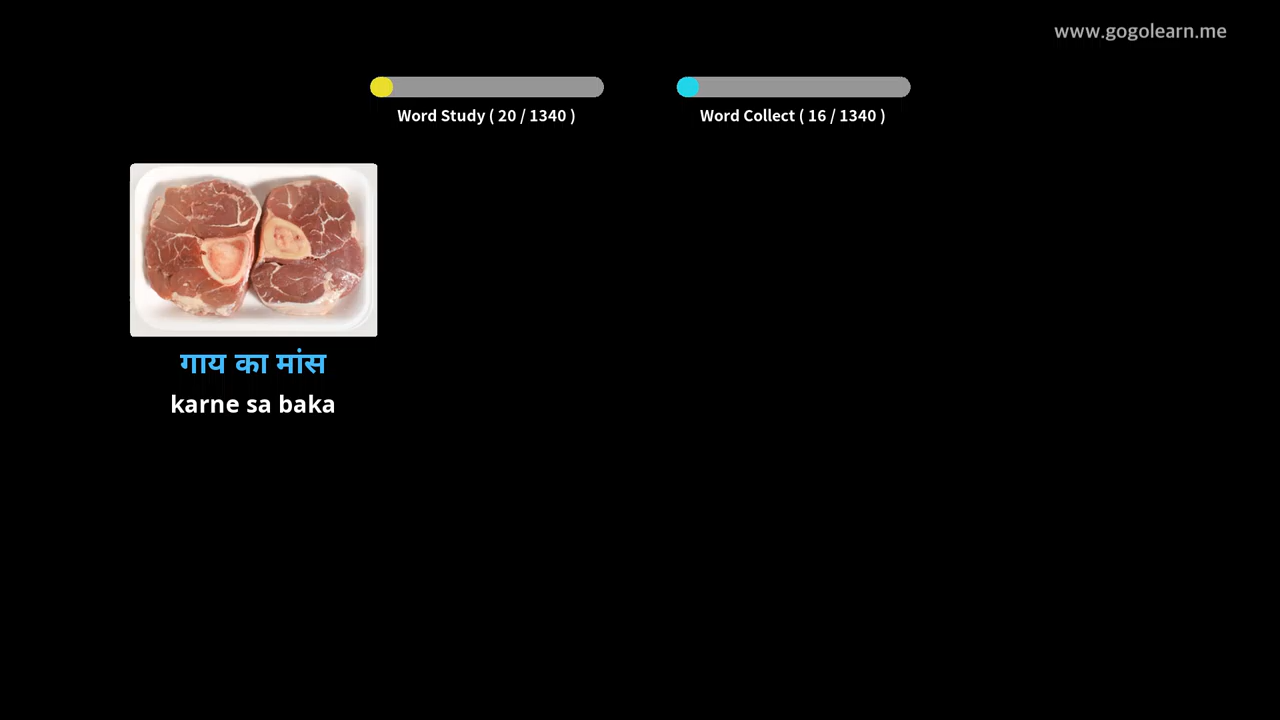 www.gogolearn.me
Word Study ( 20 / 1340 )
Word Collect ( 16 / 1340 )
गाय का मांस
karne sa baka